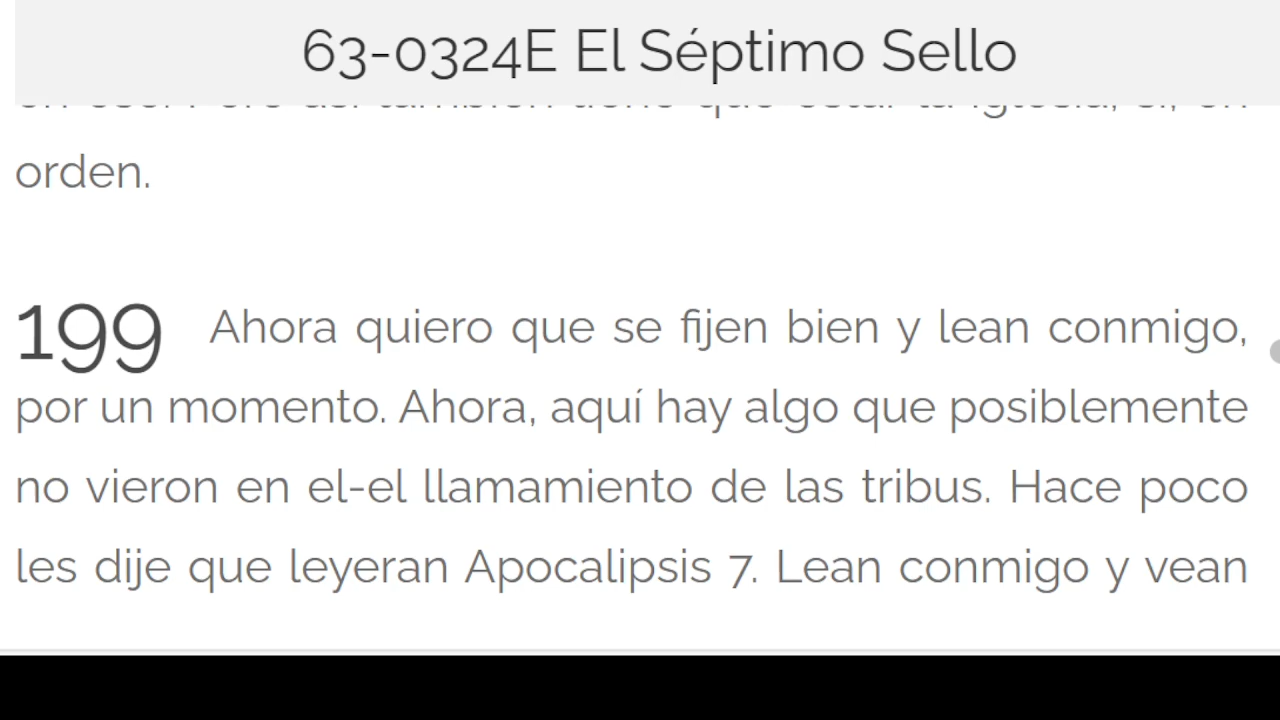 63-0324E El Séptimo Sello
orden.
199 Ahora quiero que se fijen bien y lean conmigo,
por un momento. Ahora, aquí hay algo que posiblemente
no vieron en el-el llamamiento de las tribus. Hace poco
les dije que leyeran Apocalipsis 7. Lean conmigo y vean